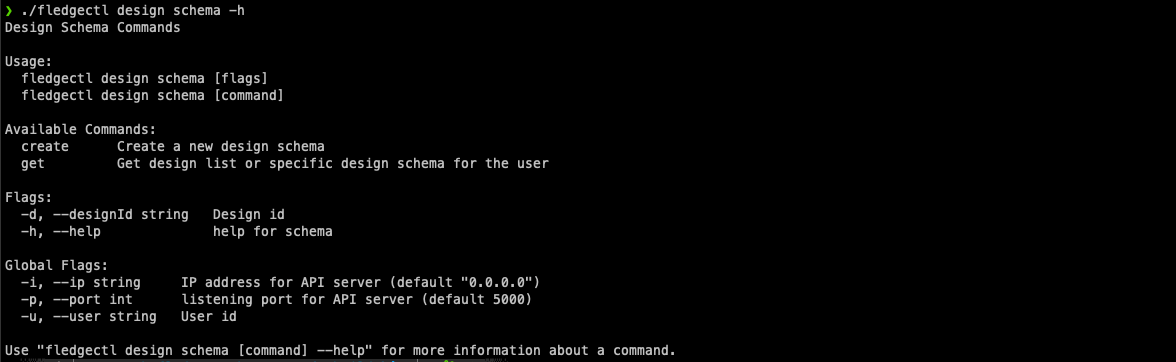 ❯ ./fledgectl design schema -h
Design Schema Commands

Usage:
  fledgectl design schema [flags]
  fledgectl design schema [command]

Available Commands:
  create      Create a new design schema
  get         Get design list or specific design schema for the user

Flags:
  -d, --designId string   Design id
  -h, --help              help for schema

Global Flags:
  -i, --ip string     IP address for API server (default "0.0.0.0")
  -p, --port int      listening port for API server (default 5000)
  -u, --user string   User id

Use "fledgectl design schema [command] --help" for more information about a command.